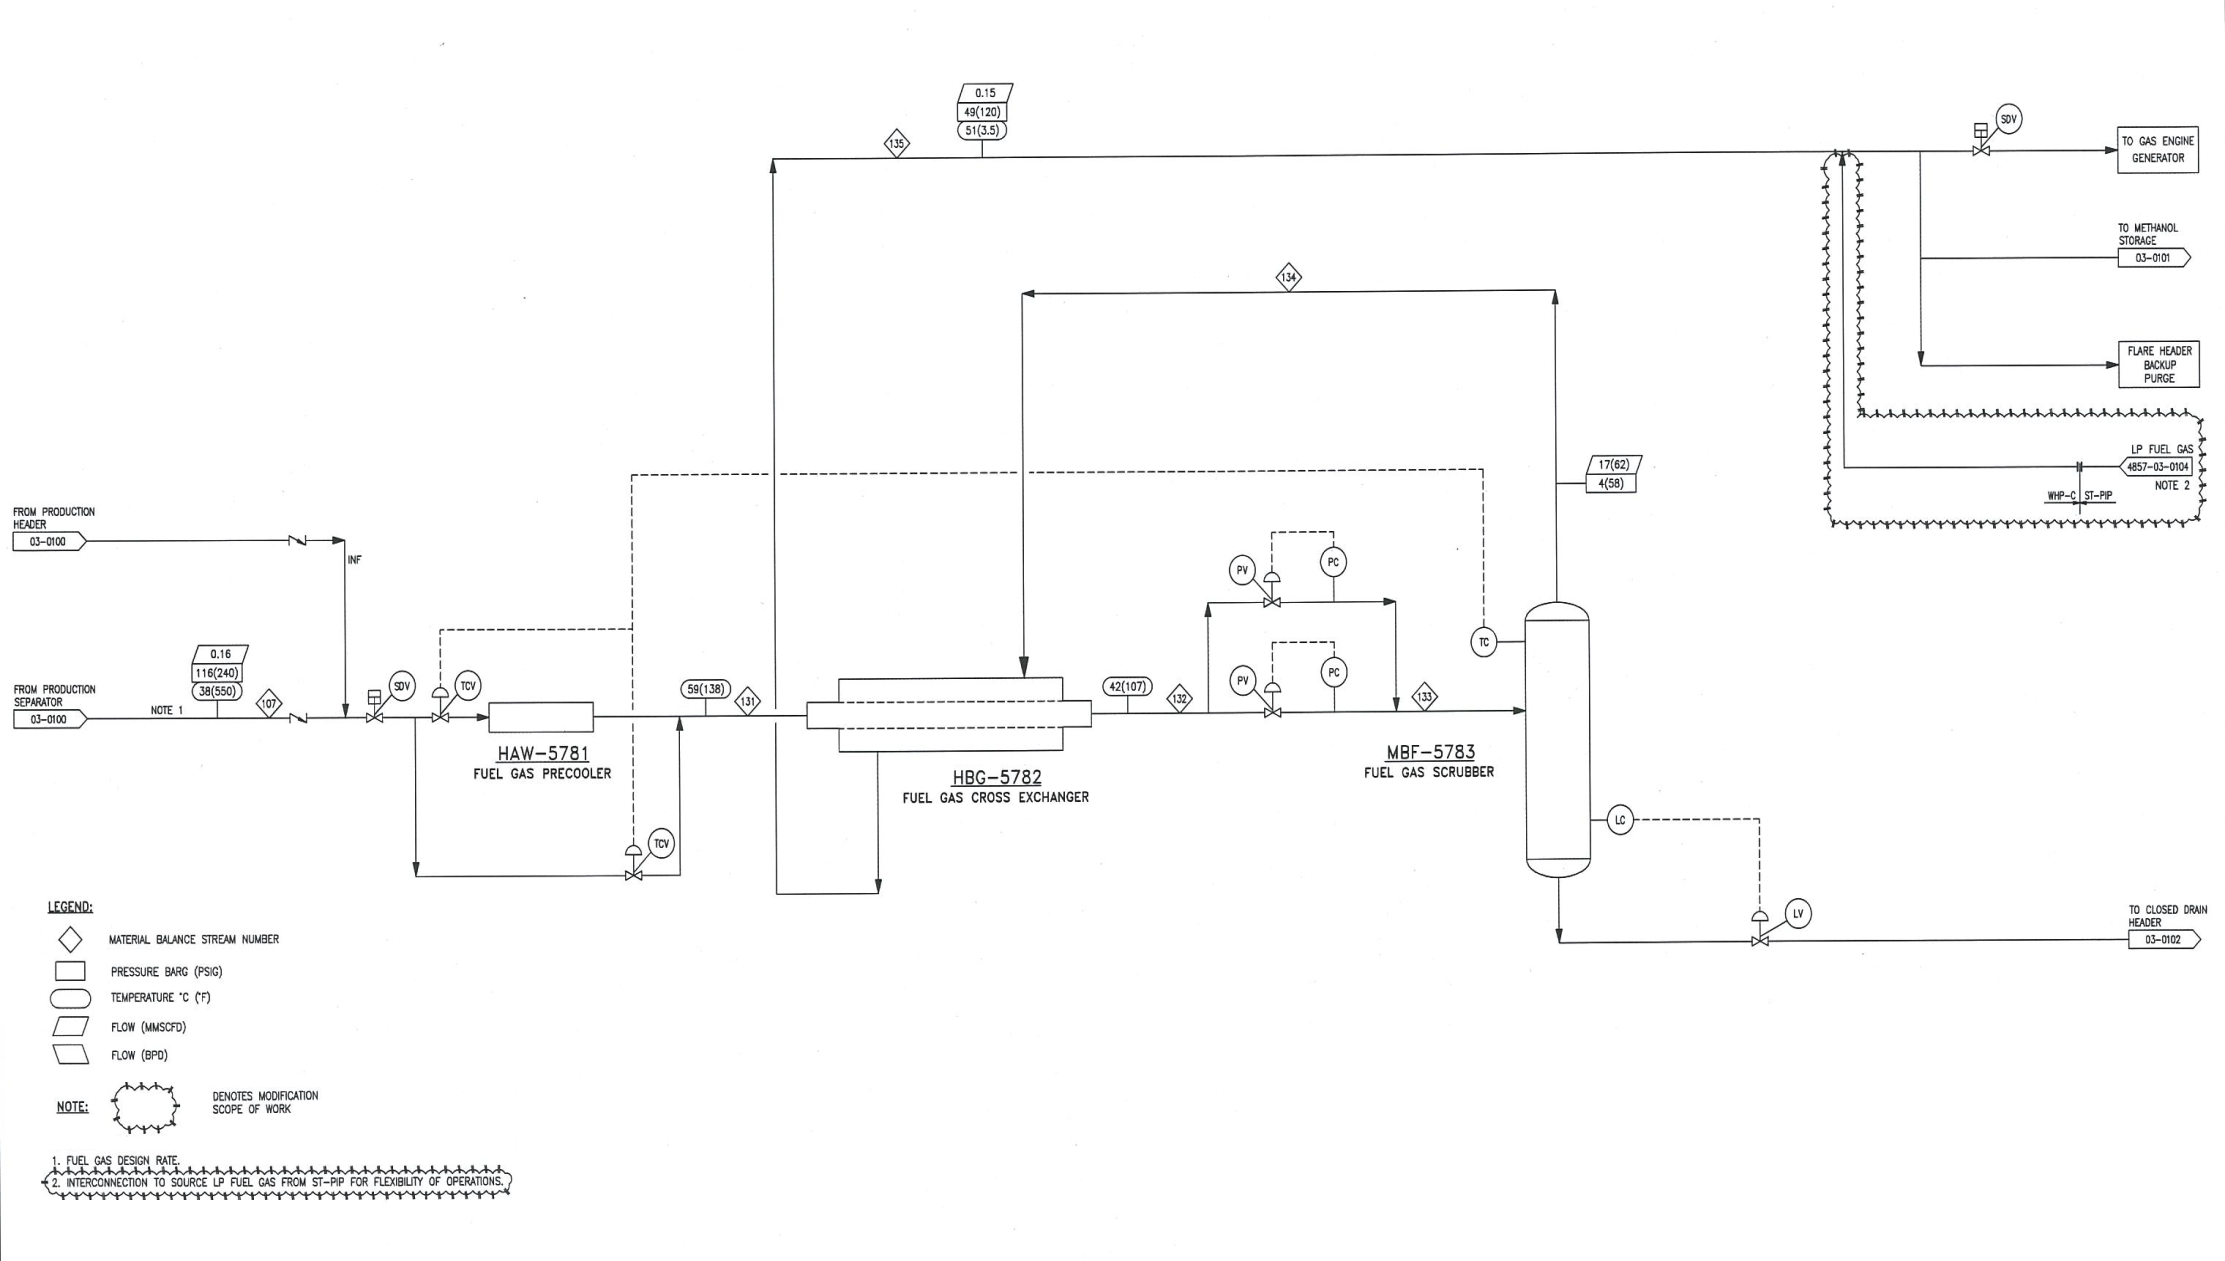 0.15
49(120)
51(3.5)
135
SDV
TO GAS ENGINE
GENERATOR
TO METHANOL
STORAGE
03-0101
134
FLARE HEADER
BACKUP
PURGE
LP FUEL GAS
4857-03-0104
NOTE 2
WHP-C
ST-PIP
17(62)
4(58)
FROM PRODUCTION
HEADER
03-0100
INF
PV
PC
TC
0.16
116(240)
38(550)
FROM PRODUCTION
SEPARATOR
03-0100
NOTE 1
107
SDV
TCV
59(138)
131
42(107)
132
PV
PC
133
HAW-5781
FUEL GAS PRECOOLER
HBG-5782
FUEL GAS CROSS EXCHANGER
MBF-5783
FUEL GAS SCRUBBER
TCV
LC
LV
TO CLOSED DRAIN
HEADER
03-0102
LEGEND:
MATERIAL BALANCE STREAM NUMBER
PRESSURE BARG (PSIG)
TEMPERATURE °C (°F)
FLOW (MMSCFD)
FLOW (BPD)
NOTE:
DENOTES MODIFICATION
SCOPE OF WORK
1. FUEL GAS DESIGN RATE.
2. INTERCONNECTION TO SOURCE LP FUEL GAS FROM ST-PIP FOR FLEXIBILITY OF OPERATIONS.